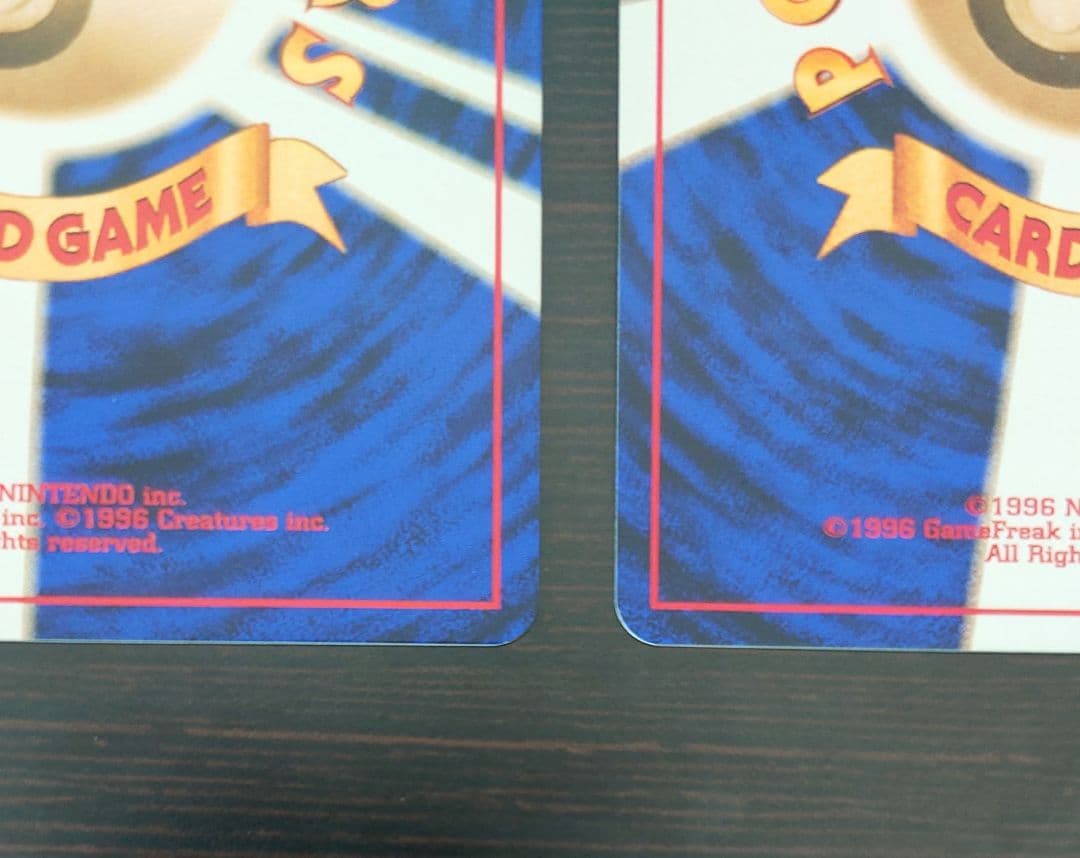 S
D GAME
NINTENDO inc.
inc. ©1996 Creatures inc.
hts reserved.
P
CARD
©1996 N
©1996 GameFreak i
All Righ